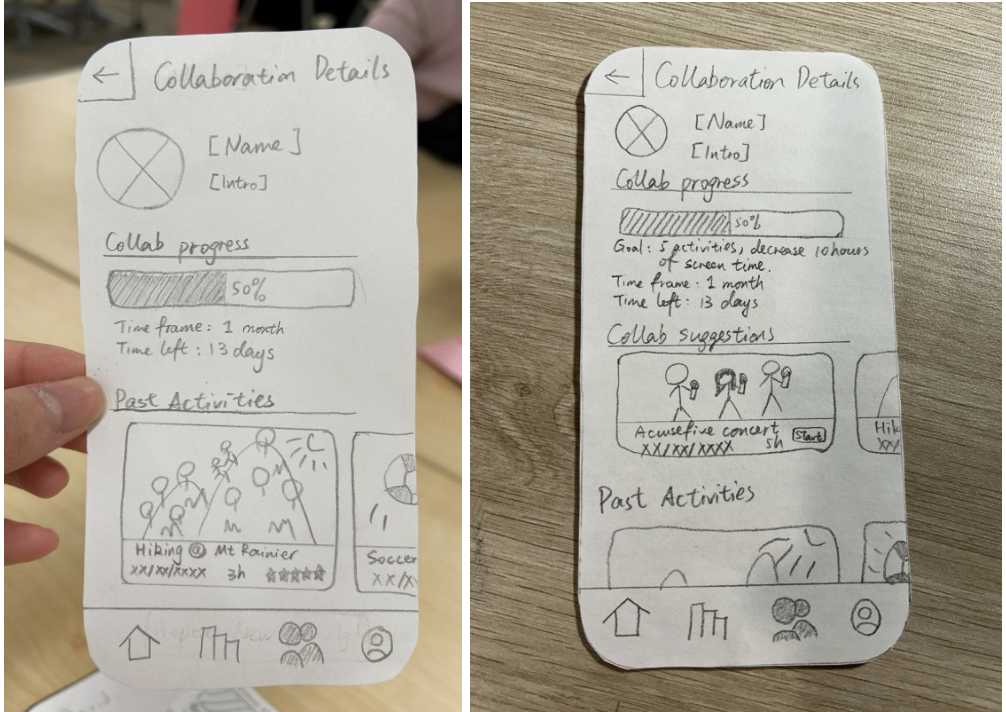 Collaboration Details
[Name]
[Intro]
Collab progress
50%
Time frame: 1 month
Time left: 13 days
Past Activities
Hiking @ Mt Rainier
xx/xx/xxxx 3h
Soccer
xx/x
Collaboration Details
[Name]
[Intro]
Collab progress
50%
Goal: 5 activities, decrease 10 hours
of screen time.
Time frame: 1 month
Time left: 13 days
Collab suggestions
concert
xx/xx/xxxx 5h Start
Hik
xx/
Past Activities